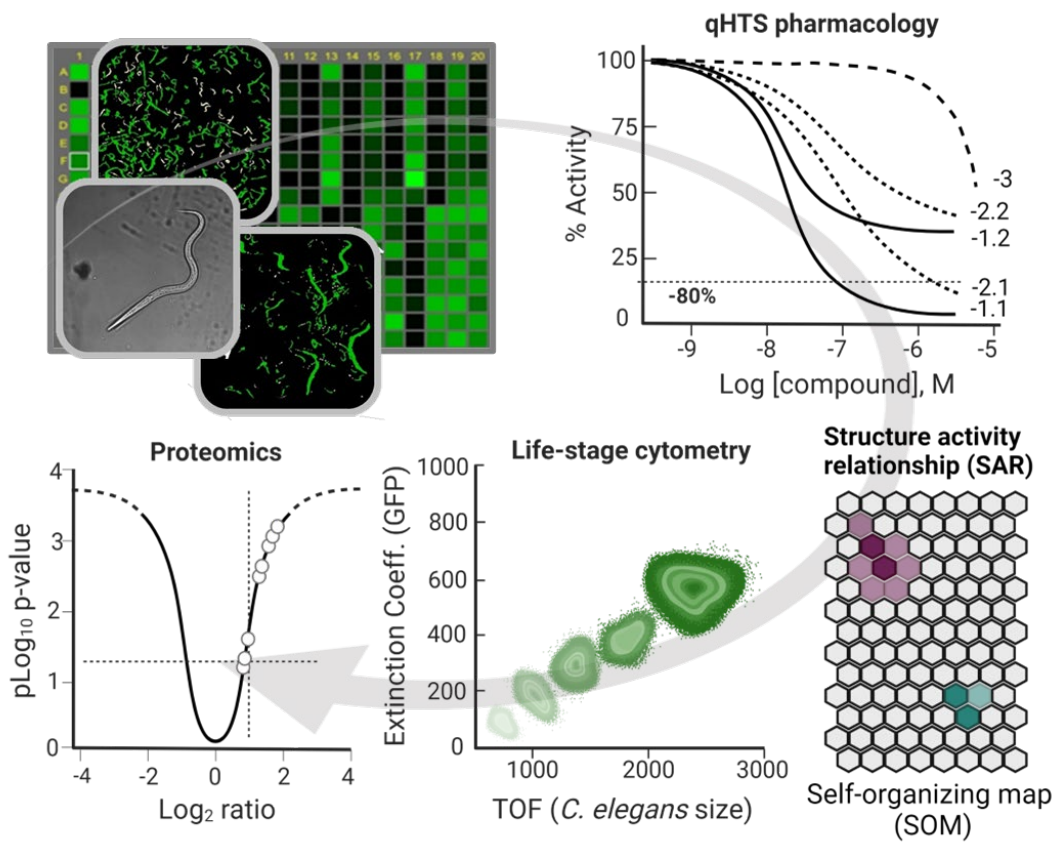 qHTS pharmacology
1 11 12 13 14 15 16 17 18 19 20
A
B
C
D
E
F
G
% Activity
100
75
50
25
0
-80%
-3
-2.2
-1.2
-2.1
-1.1
-9 -8 -7 -6 -5
Log [compound], M
Proteomics
pLog10 p-value
4
3
2
1
0
-4 -2 0 2 4
Log2 ratio
Life-stage cytometry
Extinction Coeff. (GFP)
1000
800
600
400
200
0
1000 2000 3000
TOF (C. elegans size)
Structure activity
relationship (SAR)
Self-organizing map
(SOM)